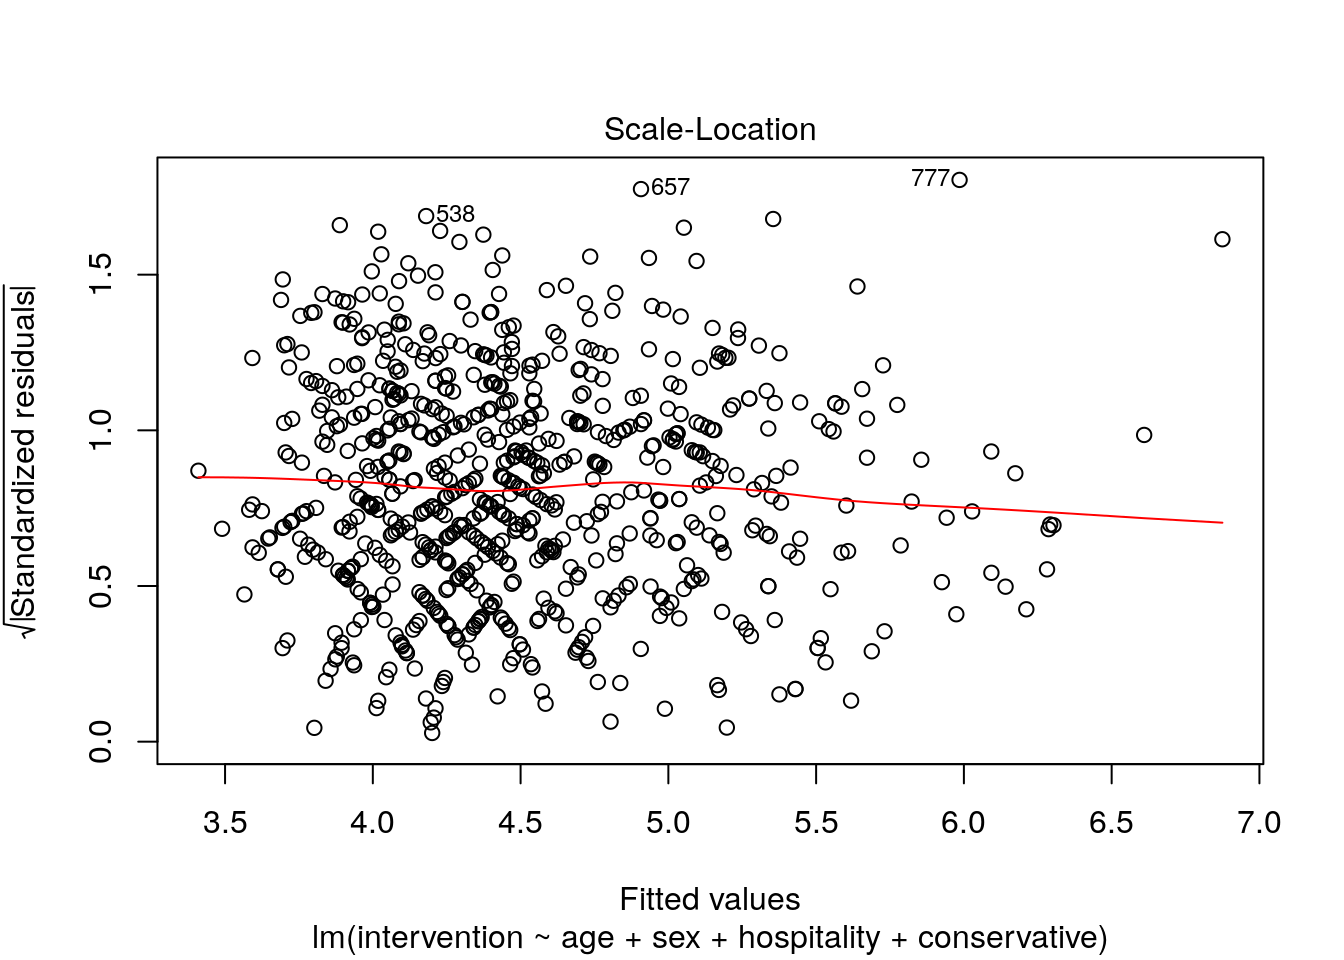 Scale-Location
√|Standardized residuals|
1.5
1.0
0.5
0.0
538
657
777
3.5 4.0 4.5 5.0 5.5 6.0 6.5 7.0
Fitted values
lm(intervention ~ age + sex + hospitality + conservative)